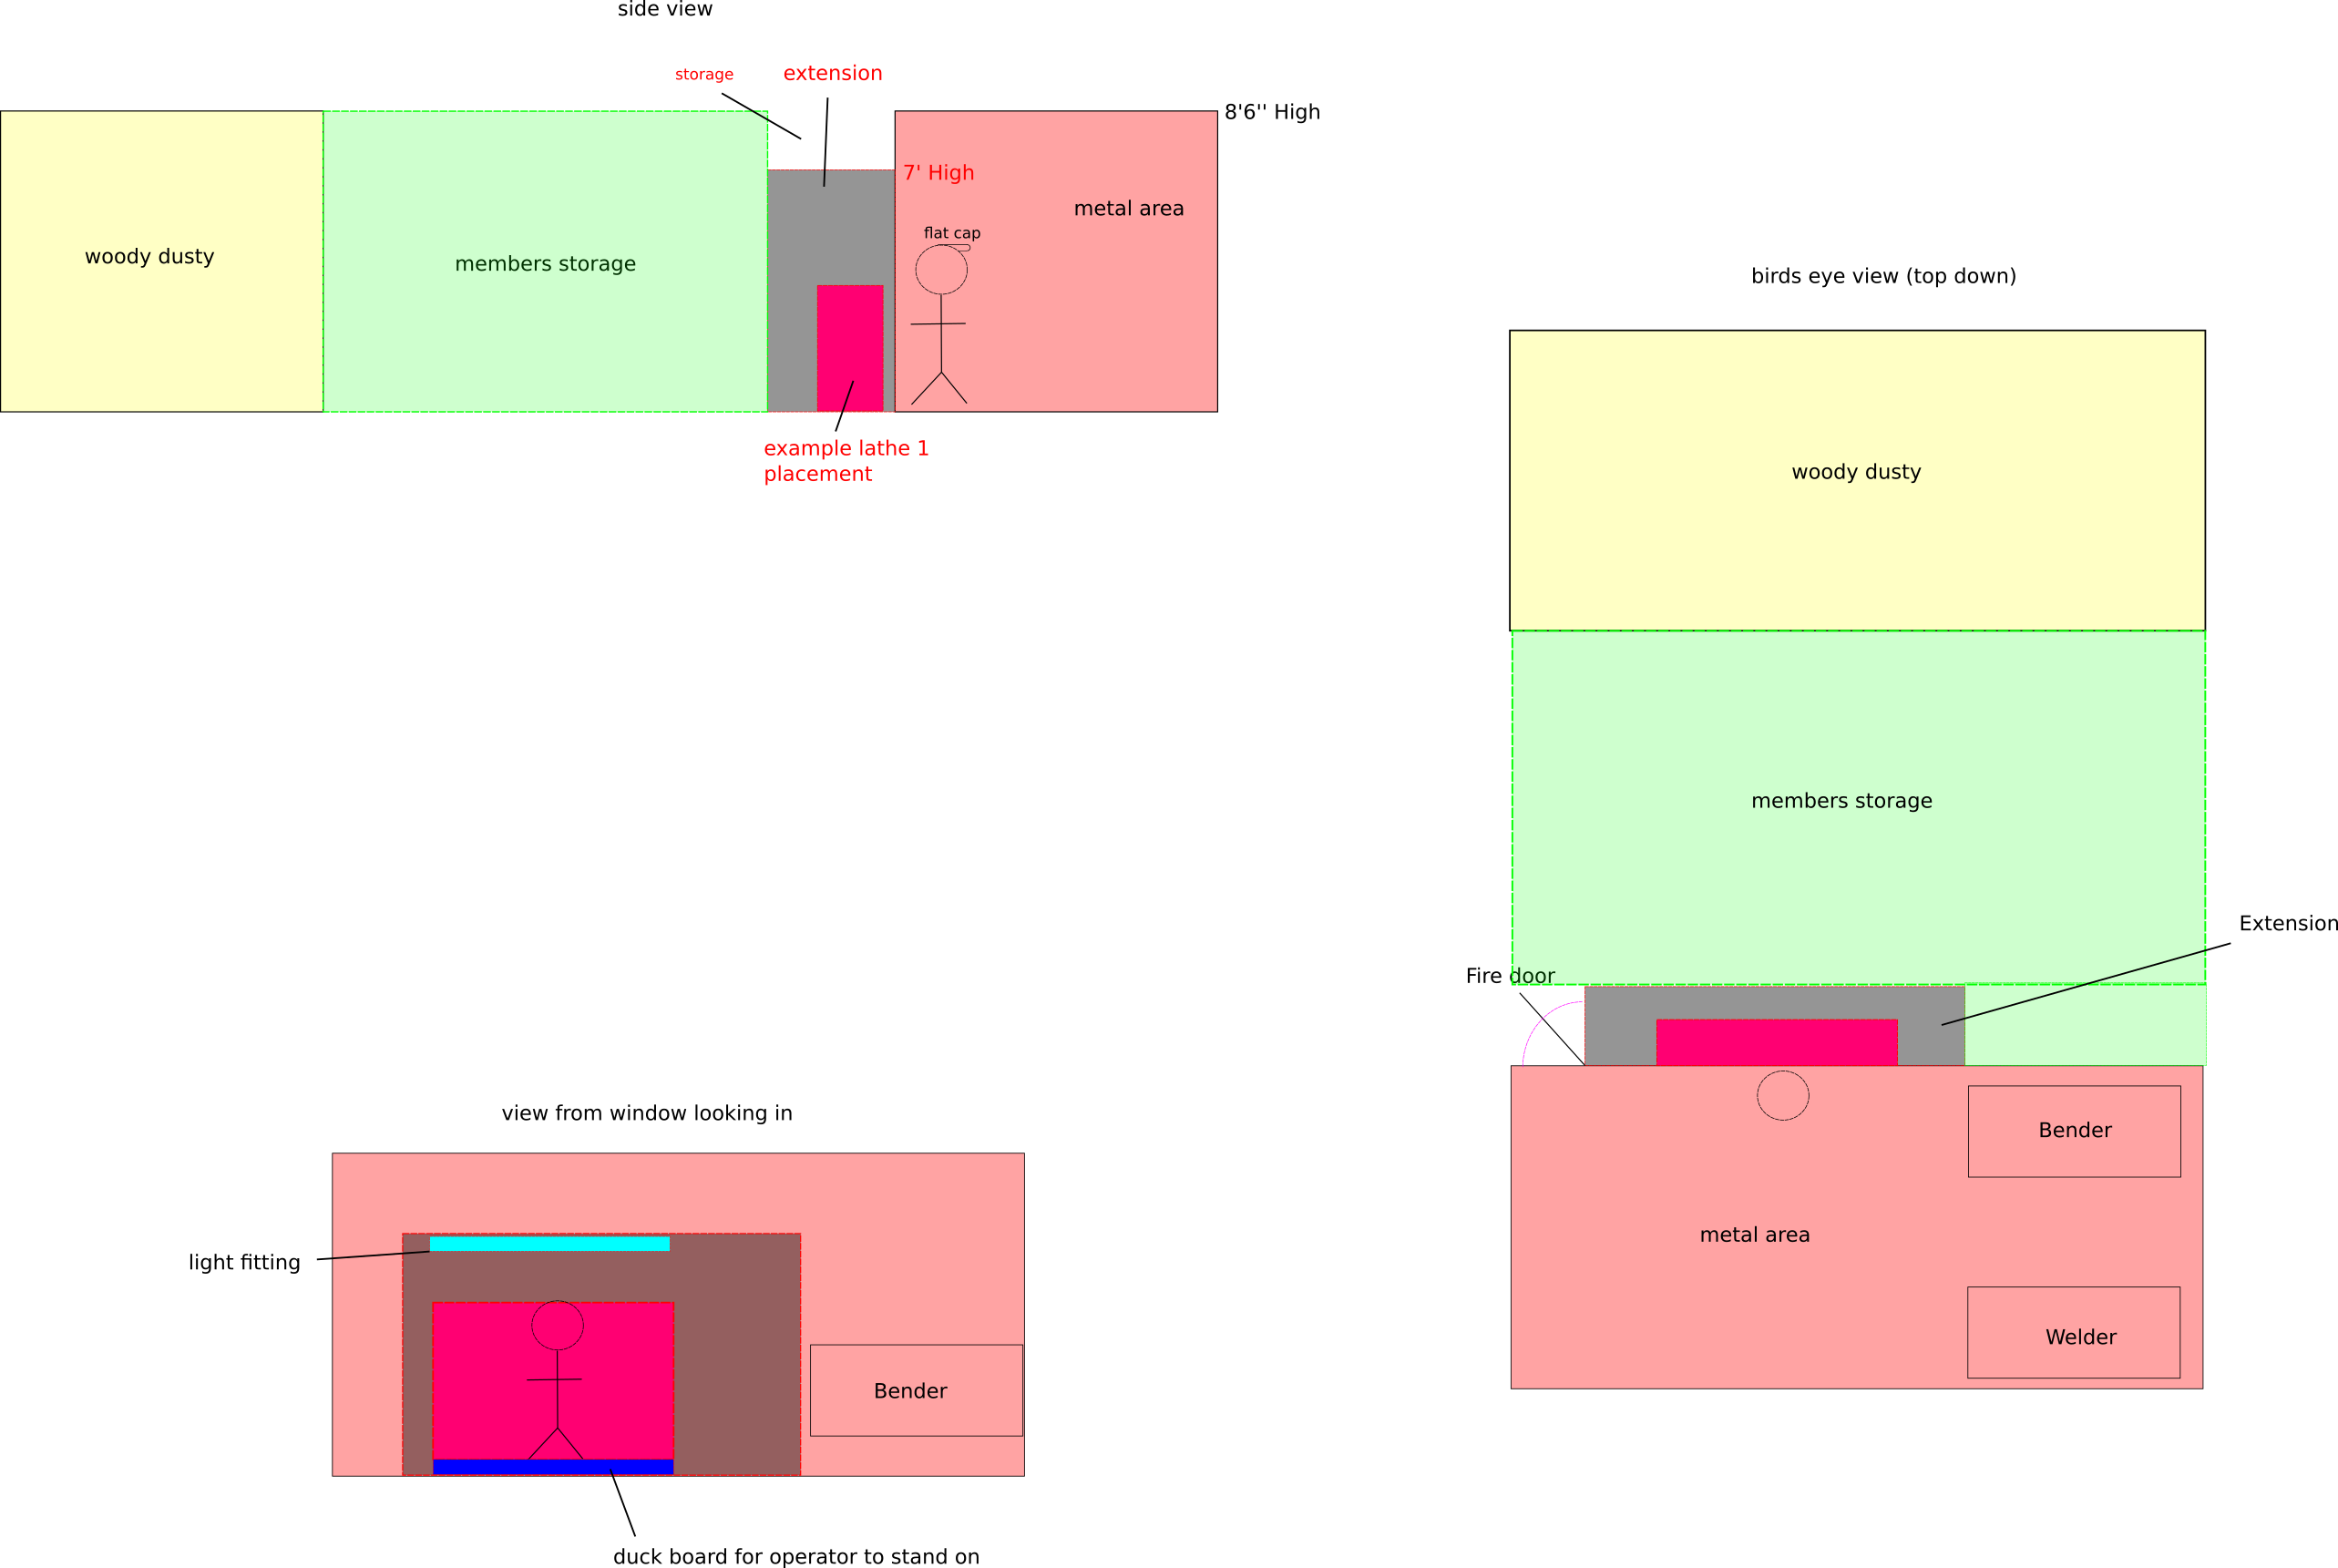 side view
storage
extension
8'6'' High
7' High
metal area
flat cap
woody dusty
members storage
example lathe 1
placement
birds eye view (top down)
woody dusty
members storage
Extension
Fire door
Bender
metal area
Welder
view from window looking in
light fitting
Bender
duck board for operator to stand on